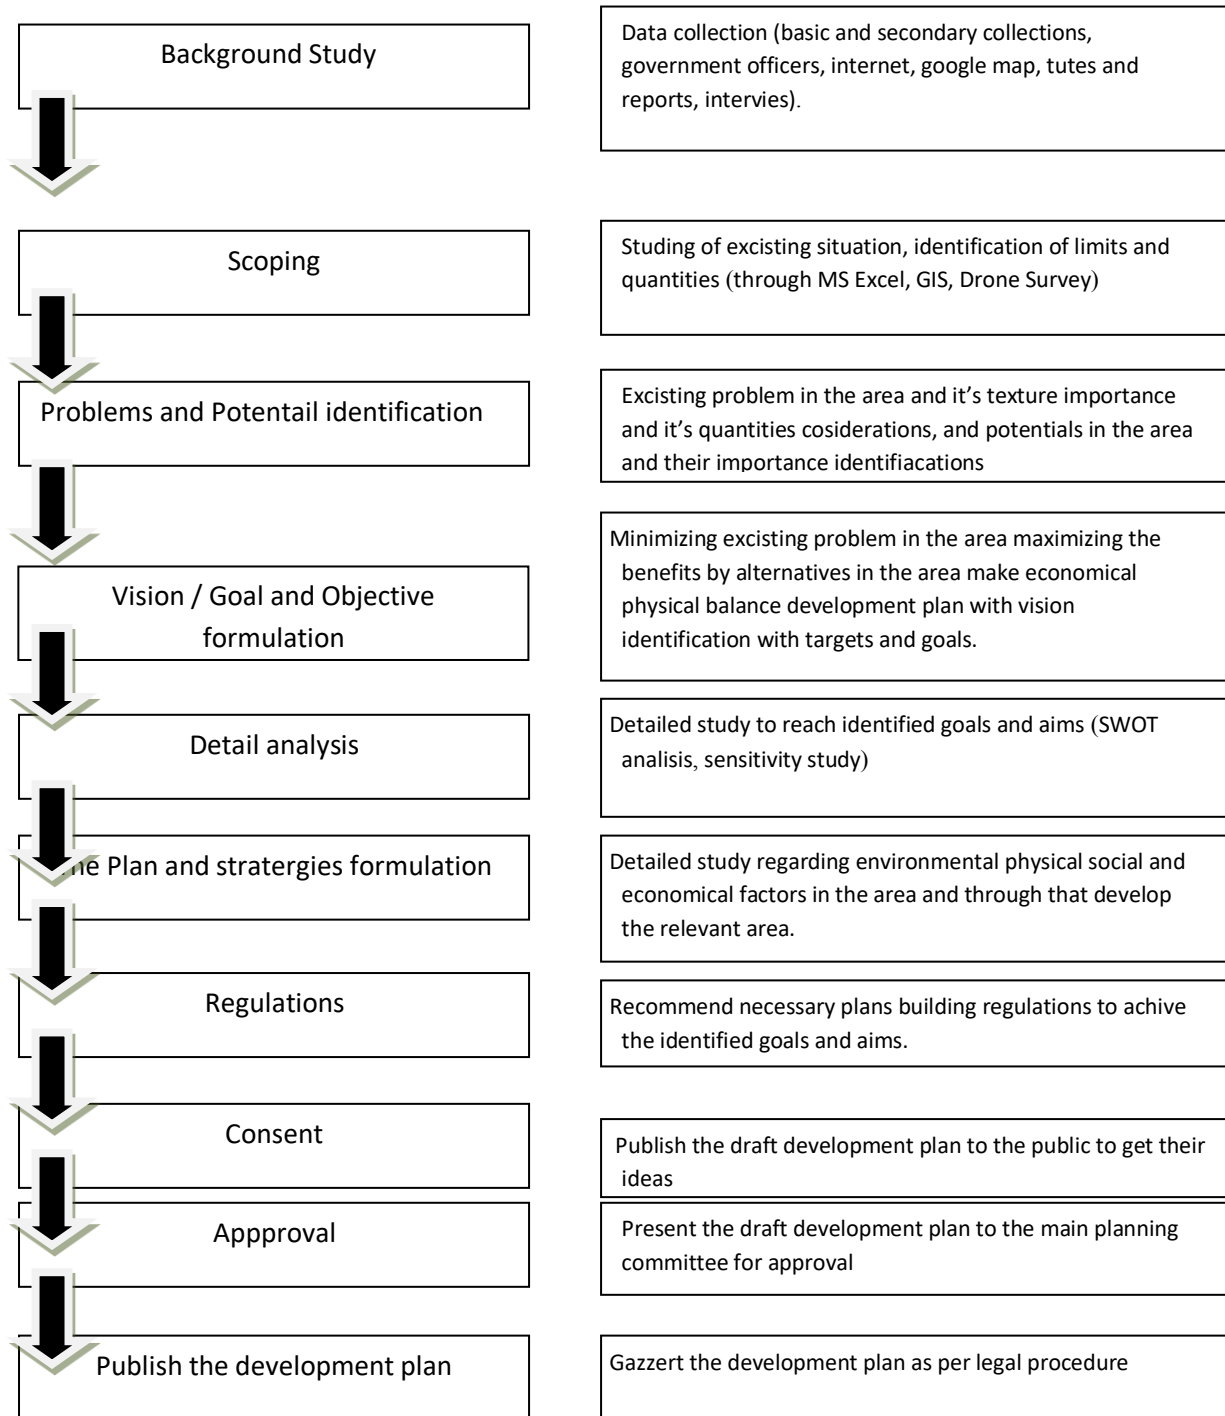 Background Study
Data collection (basic and secondary collections,
government officers, internet, google map, tutes and
reports, intervies).
Scoping
Studing of excisting situation, identification of limits and
quantities (through MS Excel, GIS, Drone Survey)
Problems and Potentail identification
Excisting problem in the area and it’s texture importance
and it’s quantities cosiderations, and potentials in the area
and their importance identifiacations
Vision / Goal and Objective
formulation
Minimizing excisting problem in the area maximizing the
benefits by alternatives in the area make economical
physical balance development plan with vision
identification with targets and goals.
Detail analysis
Detailed study to reach identified goals and aims (SWOT
analisis, sensitivity study)
Plan and stratergies formulation
Detailed study regarding environmental physical social and
economical factors in the area and through that develop
the relevant area.
Regulations
Recommend necessary plans building regulations to achive
the identified goals and aims.
Consent
Publish the draft development plan to the public to get their
ideas
Appproval
Present the draft development plan to the main planning
committee for approval
Publish the development plan
Gazzert the development plan as per legal procedure